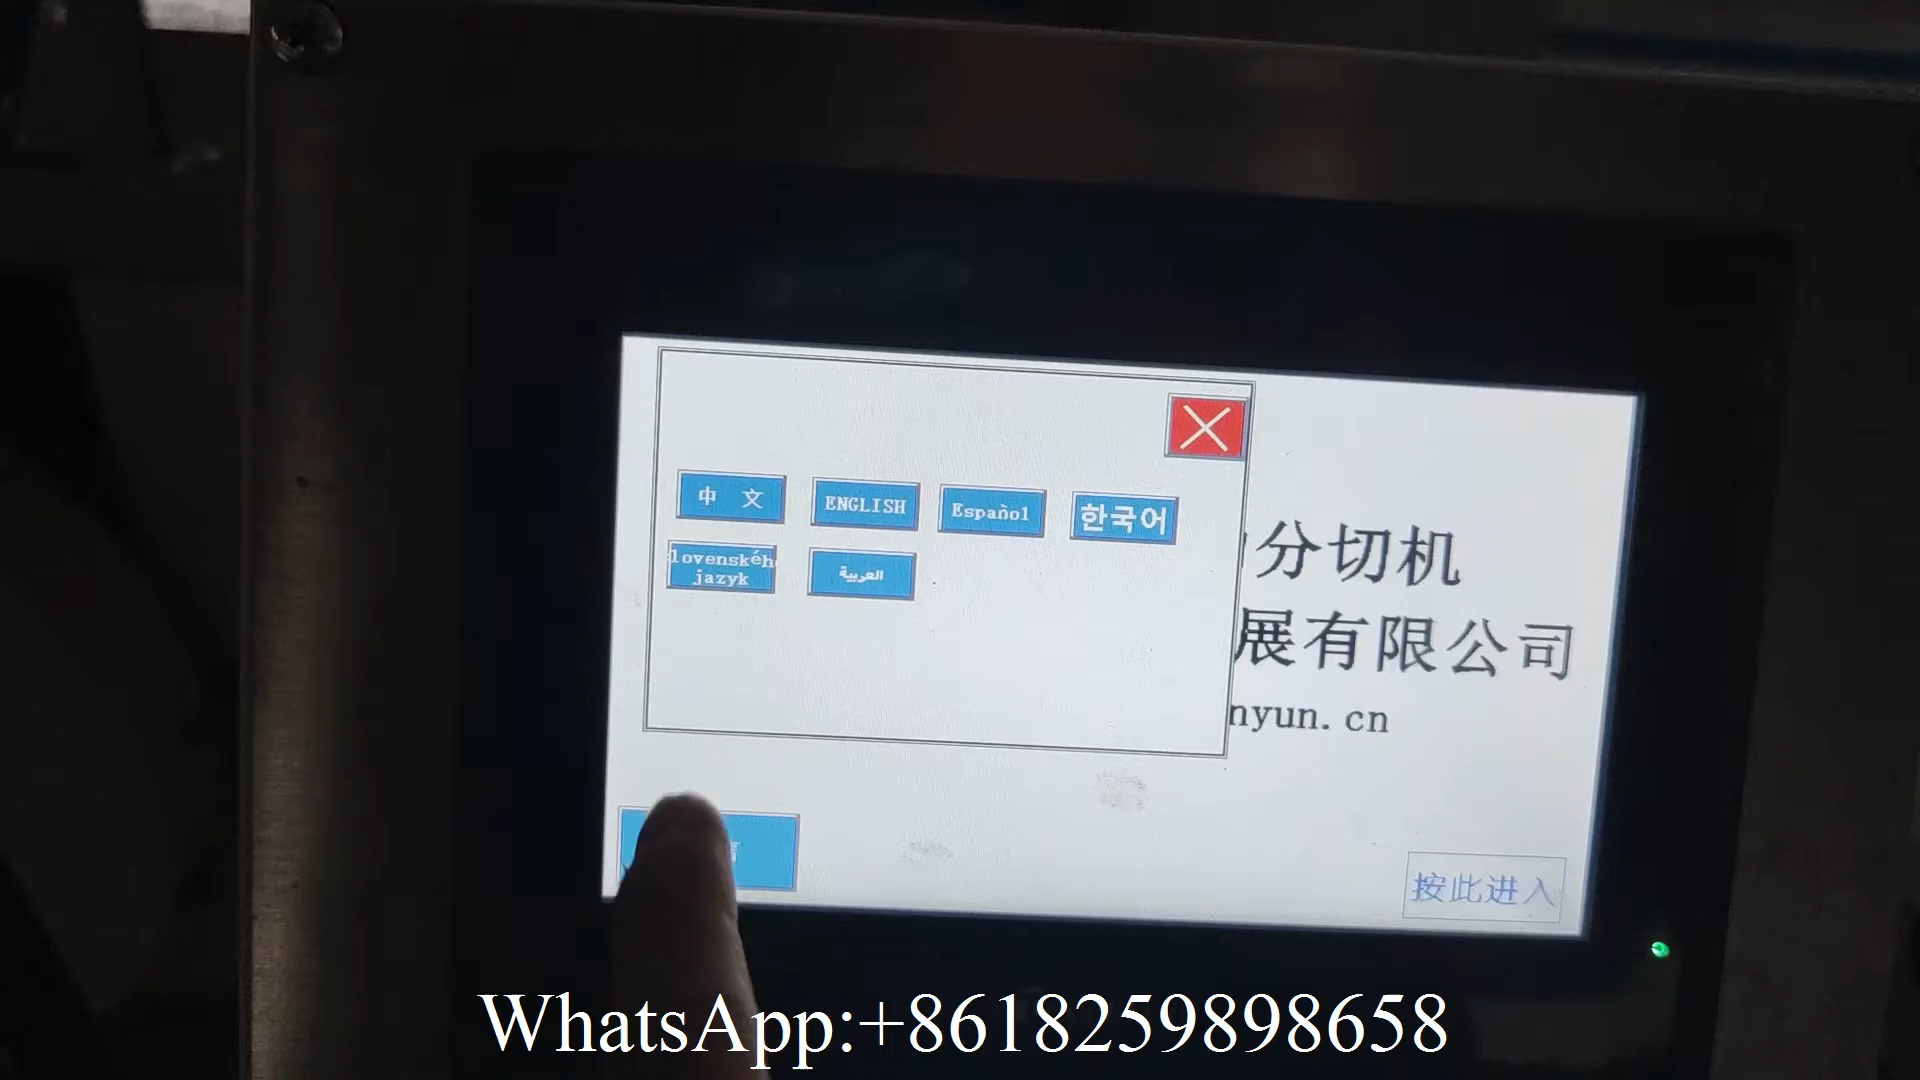 中 文
ENGLISH
Español
한국어
lovenskéh
jazyk
العربية
分切机
展有限公司
nyun.cn
按此进入
WhatsApp:+8618259898658